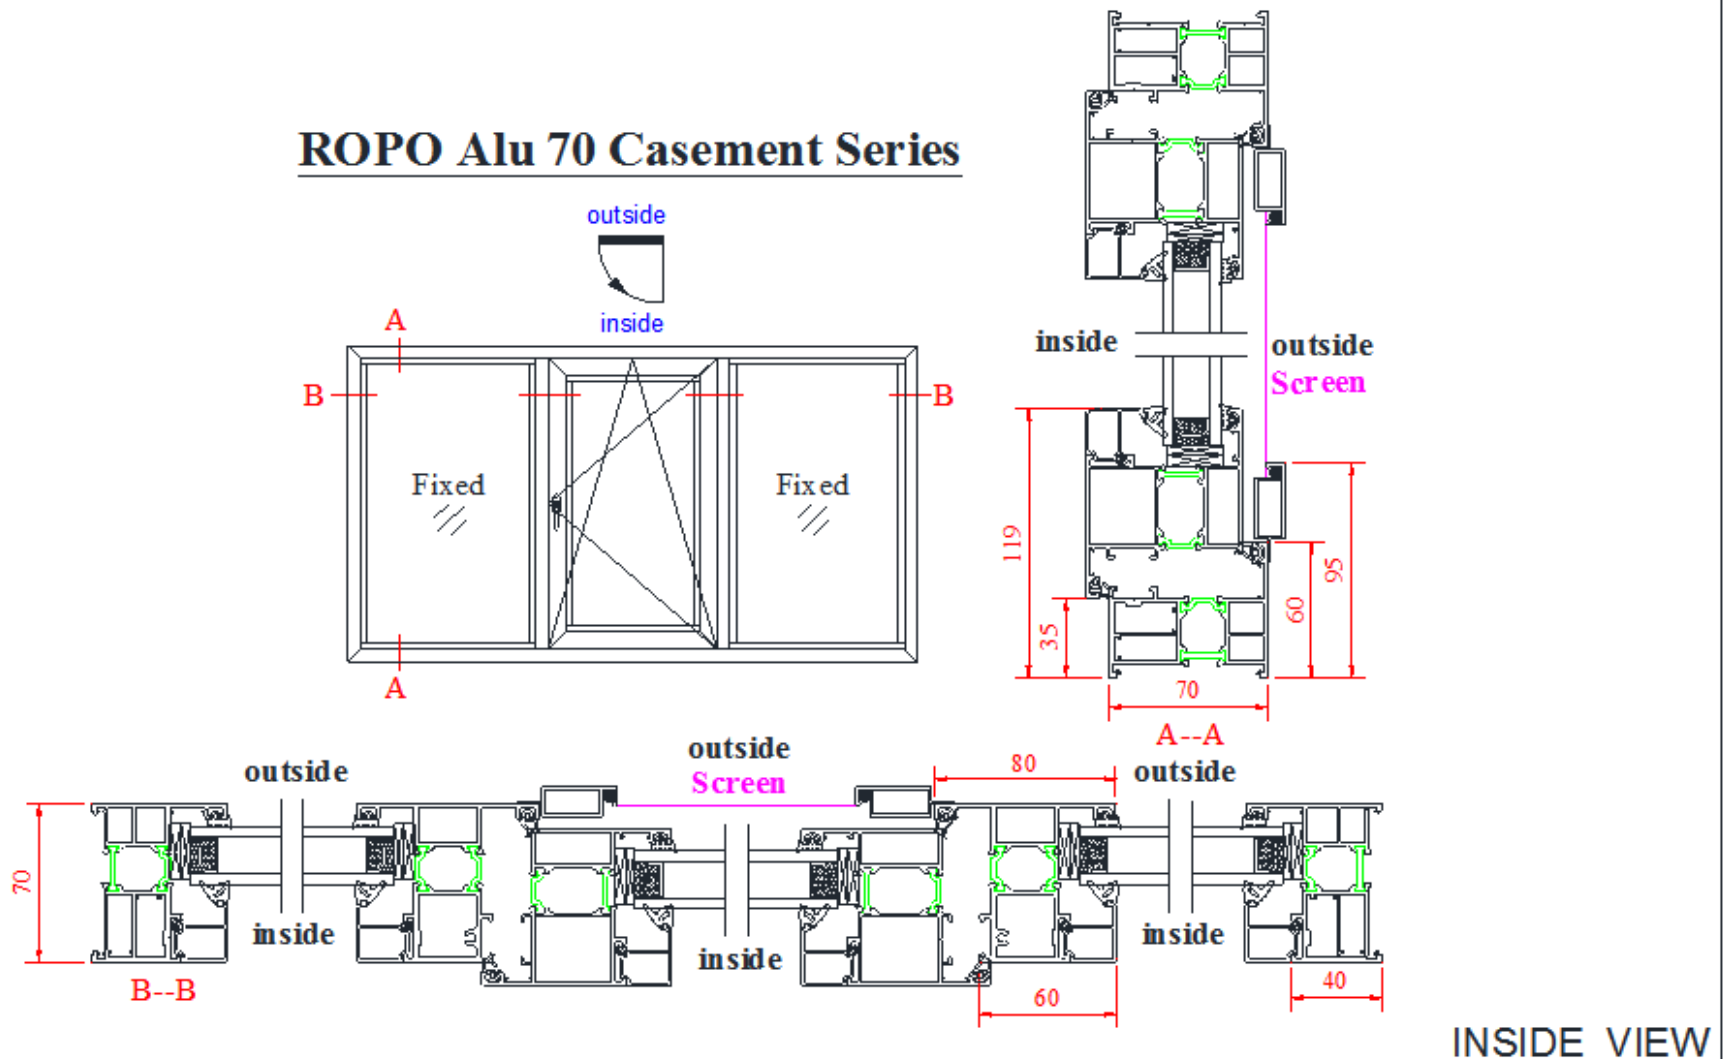 ROPO Alu 70 Casement Series
outside
inside
A
B
B
Fixed
Fixed
A
inside
outside
Screen
119
35
60
95
70
A--A
outside
Screen
outside
80
outside
70
inside
inside
inside
B--B
60
40
INSIDE VIEW